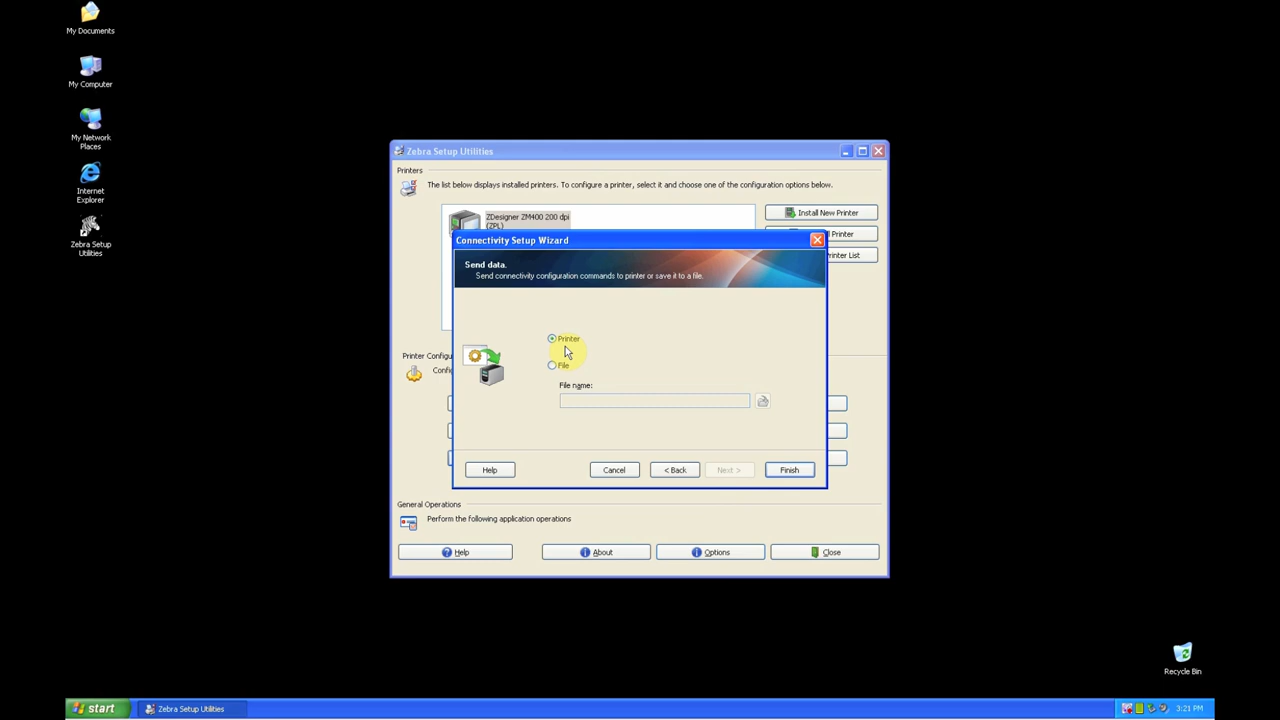 My Documents
My Computer
My Network
Places
Internet
Explorer
Zebra Setup
Utilities
Zebra Setup Utilities
Printers
The list below displays installed printers. To configure a printer, select it and choose one of the configuration options below.
ZDesigner ZM400 200 dpi
(ZPL)
Install New Printer
Printer
Printer List
Connectivity Setup Wizard
Send data.
Send connectivity configuration commands to printer or save it to a file.
Printer
File
File name:
Help
Cancel
< Back
Next >
Finish
Printer Configu
Confi
General Operations
Perform the following application operations
Help
About
Options
Close
Recycle Bin
start
Zebra Setup Utilities
3:21 PM